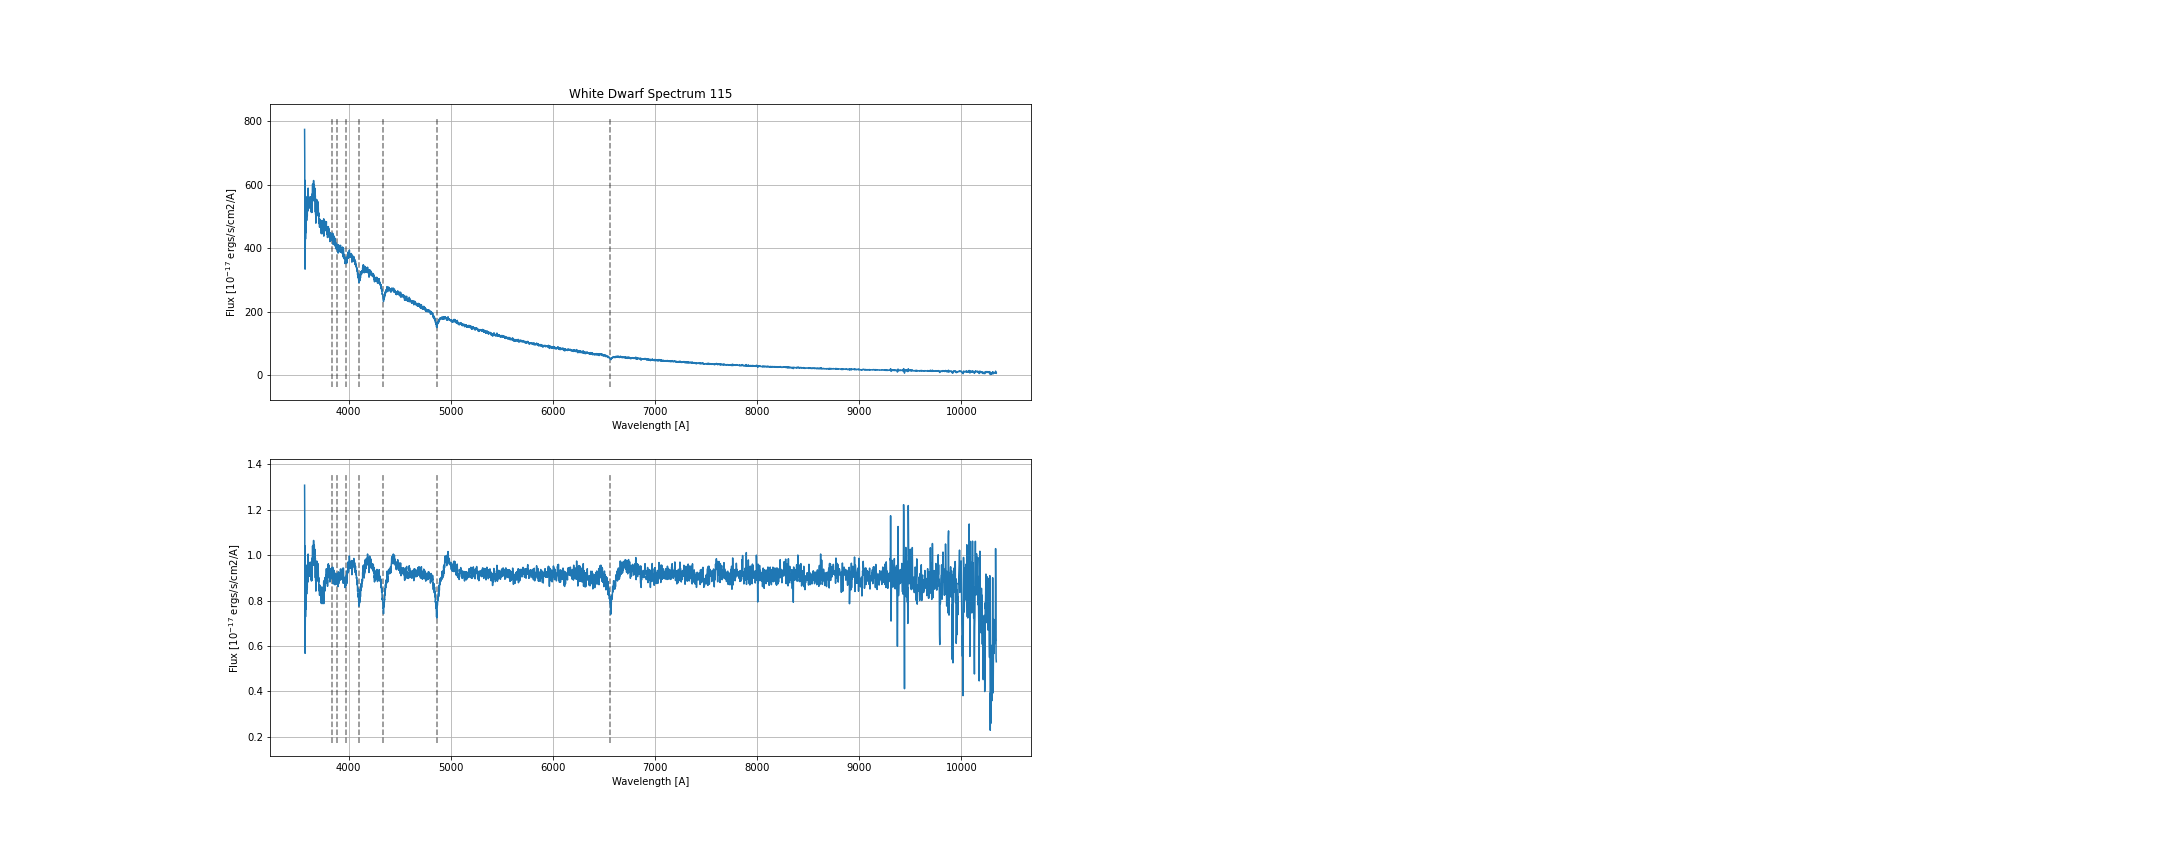 White Dwarf Spectrum 115
800
600
400
200
0
Flux [10⁻¹⁷ ergs/s/cm2/A]
4000 5000 6000 7000 8000 9000 10000
Wavelength [A]
1.4
1.2
1.0
0.8
0.6
0.4
0.2
Flux [10⁻¹⁷ ergs/s/cm2/A]
4000 5000 6000 7000 8000 9000 10000
Wavelength [A]